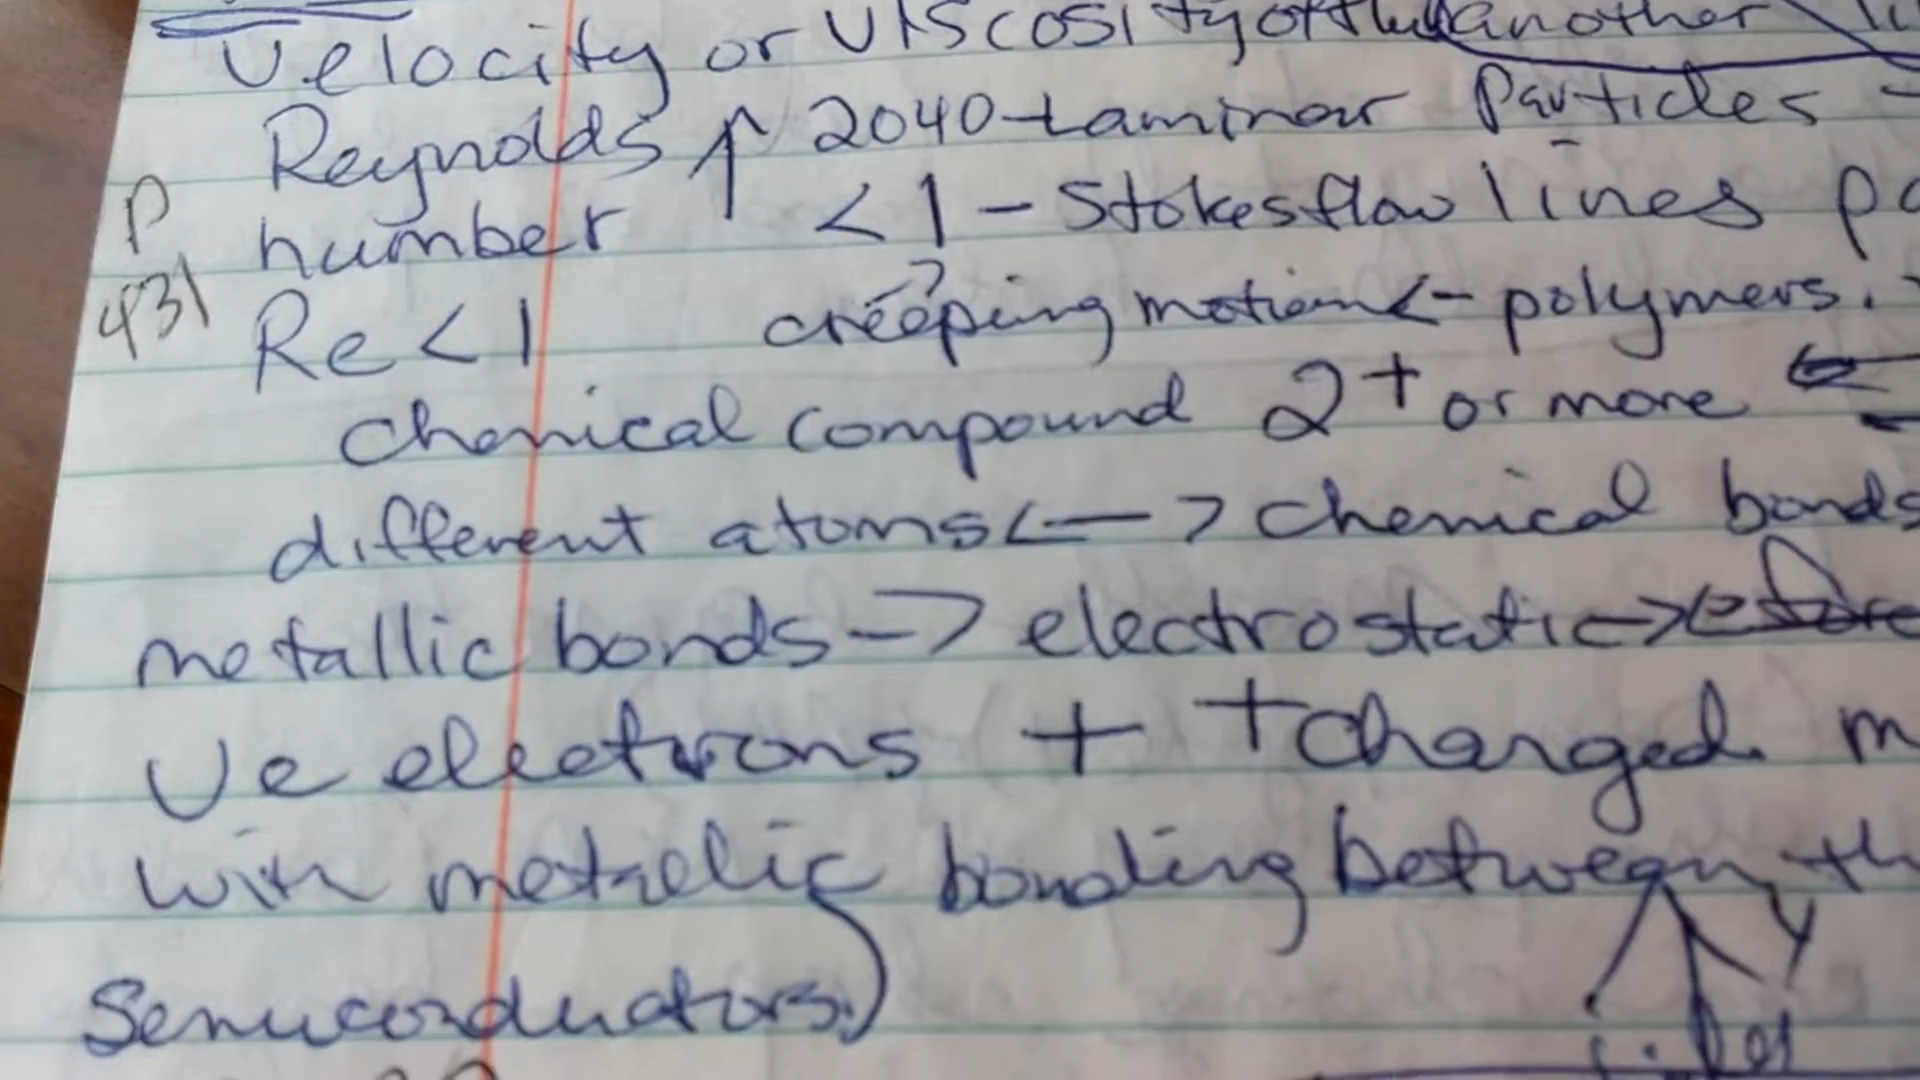 Velocity or Viscosity of the another
Reynolds ↑ 2040 - Laminar Particles -
number < 1 - Stokes flow lines
P
431
Re < 1 creeping motion <- polymers.
chemical compound 2+ or more <-
different atoms <-> chemical bonds
metallic bonds -> electrostatic ->
Ve electrons + + charged m
with metallic bonding between th
Semiconductors.)